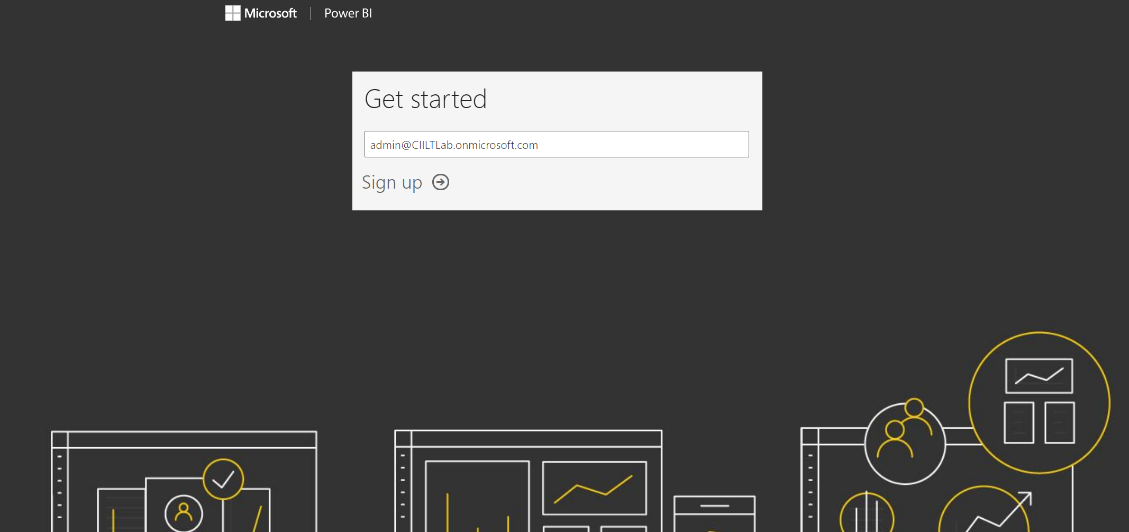 Microsoft | Power BI
Get started
admin@CIILTLab.onmicrosoft.com
Sign up